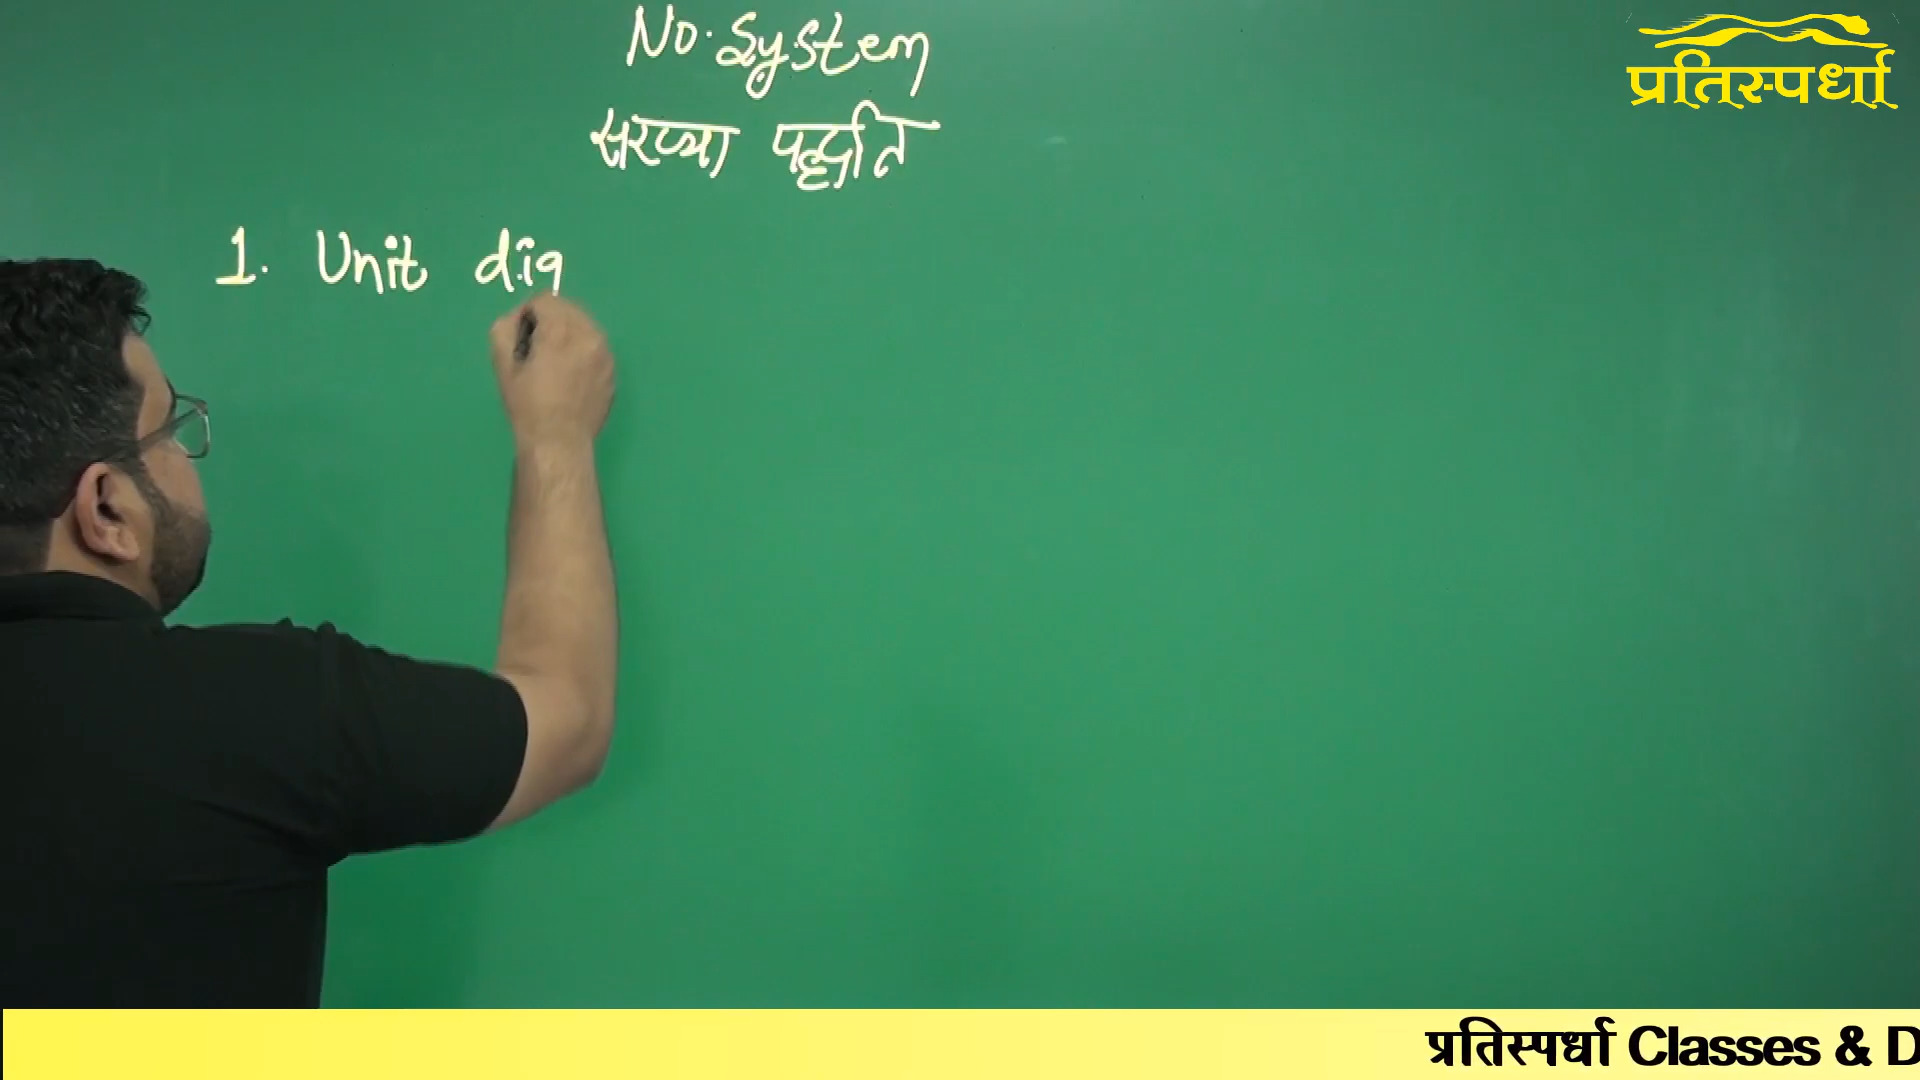 No. System
संख्या पद्धति
प्रतिस्पर्धा
1. Unit dig
प्रतिस्पर्धा Classes & D